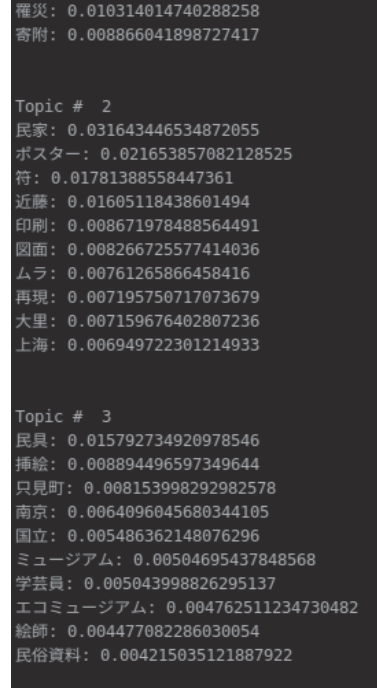 罹災: 0.010314014740288258
寄附: 0.008866041898727417
Topic #  2
民家: 0.031643446534872055
ポスター: 0.021653857082128525
符: 0.01781388558447361
近藤: 0.01605118438601494
印刷: 0.008671978488564491
図面: 0.008266725577414036
ムラ: 0.00761265866458416
再現: 0.007195750717073679
大里: 0.007159676402807236
上海: 0.006949722301214933
Topic #  3
民具: 0.015792734920978546
挿絵: 0.008894496597349644
只見町: 0.008153998292982578
南京: 0.0064096045680344105
国立: 0.005486362148076296
ミュージアム: 0.00504695437848568
学芸員: 0.005043998826295137
エコミュージアム: 0.004762511234730482
絵師: 0.004477082286030054
民俗資料: 0.004215035121887922